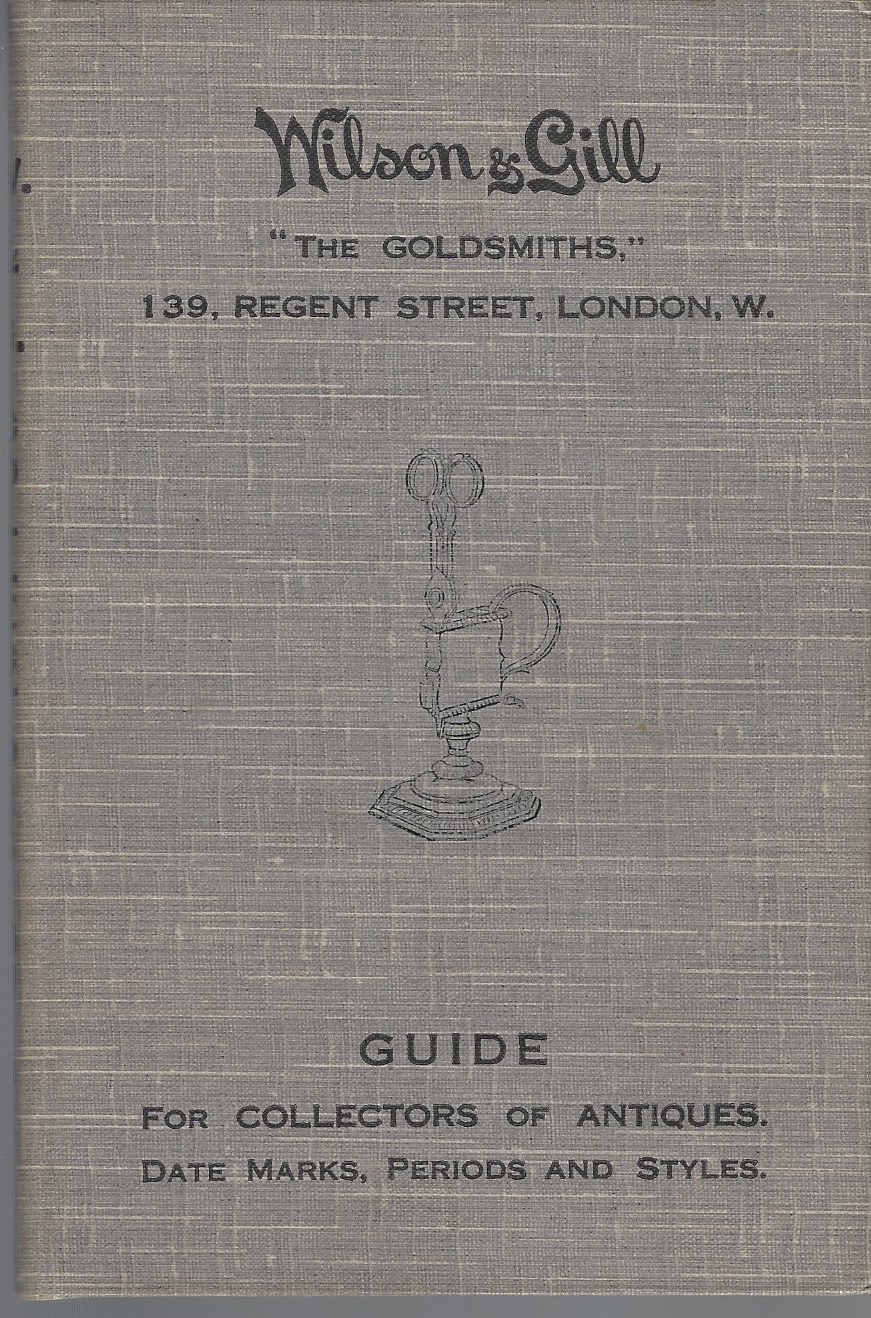 Wilson & Gill
"THE GOLDSMITHS,"
139, REGENT STREET, LONDON, W.
GUIDE
FOR COLLECTORS OF ANTIQUES.
DATE MARKS, PERIODS AND STYLES.